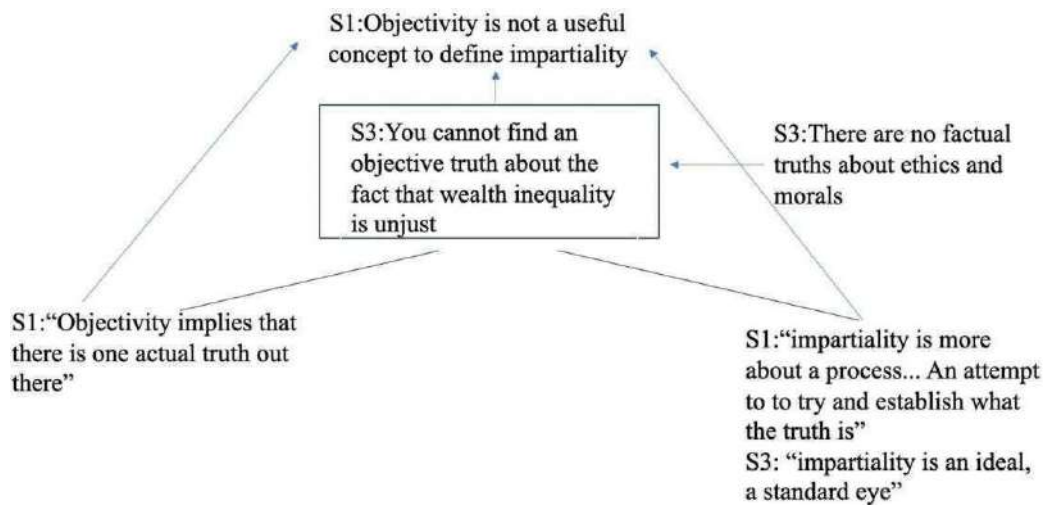 S1:Objectivity is not a useful
concept to define impartiality
S3:You cannot find an
objective truth about the
fact that wealth inequality
is unjust
S3:There are no factual
truths about ethics and
morals
S1:“Objectivity implies that
there is one actual truth out
there”
S1:“impartiality is more
about a process... An attempt
to to try and establish what
the truth is”
S3: “impartiality is an ideal,
a standard eye”